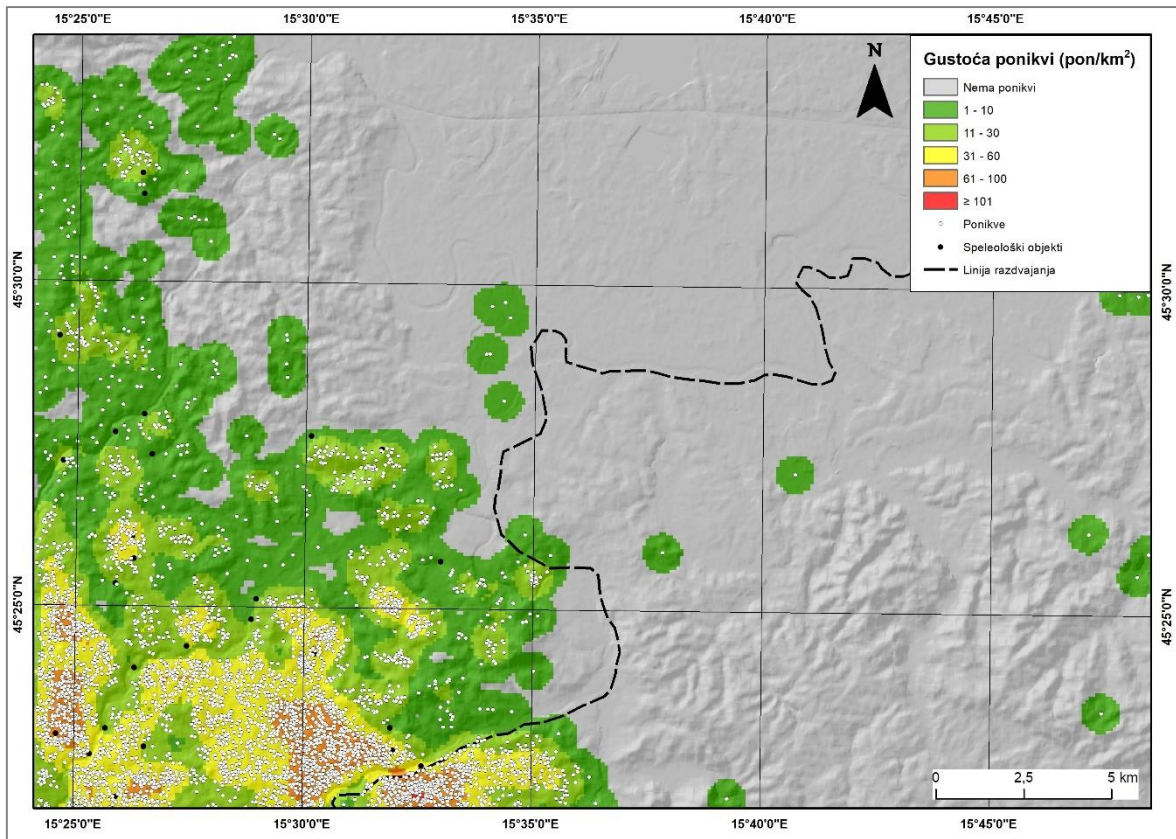 15°25'0"E 15°30'0"E 15°35'0"E 15°40'0"E 15°45'0"E
N
Gustoća ponikvi (pon/km²)
Nema ponikvi
1 - 10
11 - 30
31 - 60
61 - 100
≥ 101
Ponikve
Speleološki objekti
Linija razdvajanja
45°30'0"N 45°30'0"N
45°25'0"N 45°25'0"N
0 2,5 5 km
15°25'0"E 15°30'0"E 15°35'0"E 15°40'0"E 15°45'0"E